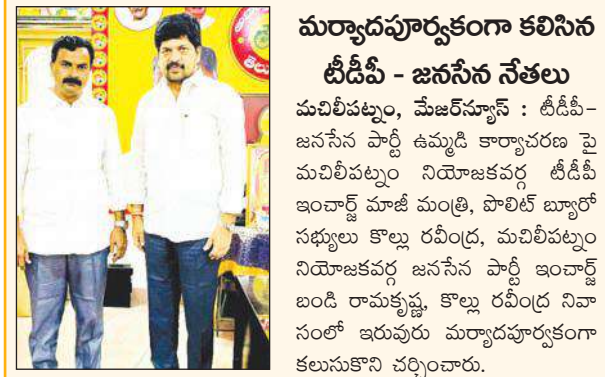 మర్యాదపూర్వకంగా కలిసిన
టీడీపీ - జనసేన నేతలు
మచిలీపట్నం, మేజర్‌న్యూస్ : టీడీపీ-
జనసేన పార్టీ ఉమ్మడి కార్యాచరణ పై
మచిలీపట్నం నియోజకవర్గ టీడీపీ
ఇంచార్జ్ మాజీ మంత్రి, పొలిట్ బ్యూరో
సభ్యులు కొల్లు రవీంద్ర, మచిలీపట్నం
నియోజకవర్గ జనసేన పార్టీ ఇంచార్జ్
బండి రామకృష్ణ, కొల్లు రవీంద్ర నివా
సంలో ఇరువురు మర్యాదపూర్వకంగా
కలుసుకొని చర్చించారు.